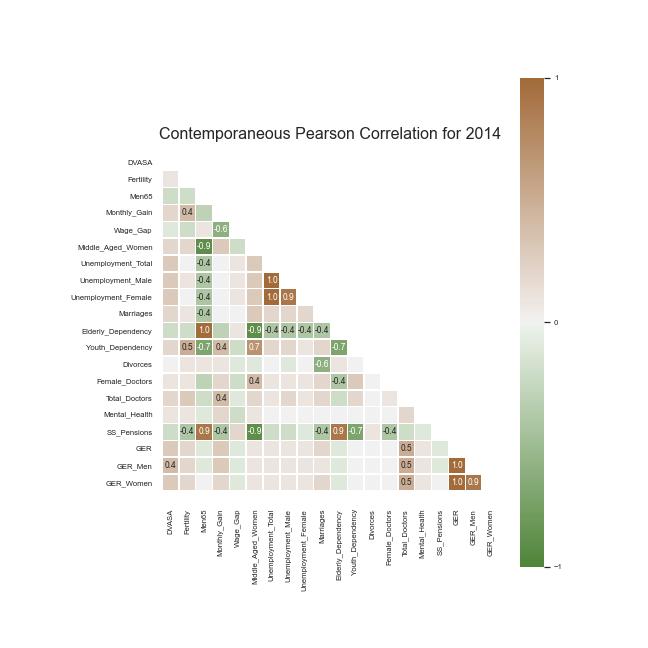 Contemporaneous Pearson Correlation for 2014
1
0
−1
DVASA
Fertility
Men65
Monthly_Gain 0.4
Wage_Gap -0.6
Middle_Aged_Women -0.9
Unemployment_Total -0.4
Unemployment_Male -0.4 1.0
Unemployment_Female -0.4 1.0 0.9
Marriages -0.4
Elderly_Dependency 1.0 -0.9 -0.4 -0.4 -0.4 -0.4
Youth_Dependency 0.5 -0.7 0.4 0.7 -0.7
Divorces -0.6
Female_Doctors 0.4 -0.4
Total_Doctors 0.4
Mental_Health
SS_Pensions -0.4 0.9 -0.4 -0.9 -0.4 0.9 -0.7 -0.4
GER 0.5
GER_Men 0.4 0.5 1.0
GER_Women 0.5 1.0 0.9
DVASA
Fertility
Men65
Monthly_Gain
Wage_Gap
Middle_Aged_Women
Unemployment_Total
Unemployment_Male
Unemployment_Female
Marriages
Elderly_Dependency
Youth_Dependency
Divorces
Female_Doctors
Total_Doctors
Mental_Health
SS_Pensions
GER
GER_Men
GER_Women